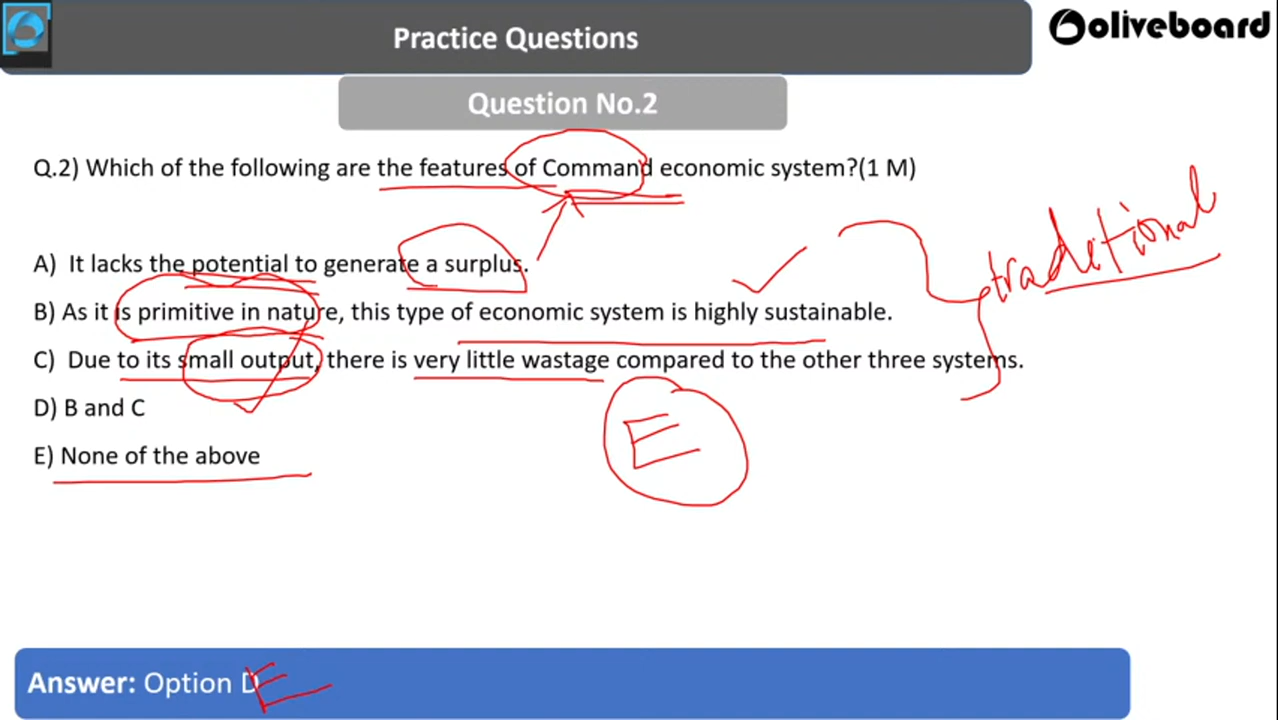 Practice Questions
oliveboard
Question No.2
Q.2) Which of the following are the features of Command economic system?(1 M)
A) It lacks the potential to generate a surplus.
B) As it is primitive in nature, this type of economic system is highly sustainable.
C) Due to its small output, there is very little wastage compared to the other three systems.
traditional
D) B and C
E
E) None of the above
Answer: Option D
E